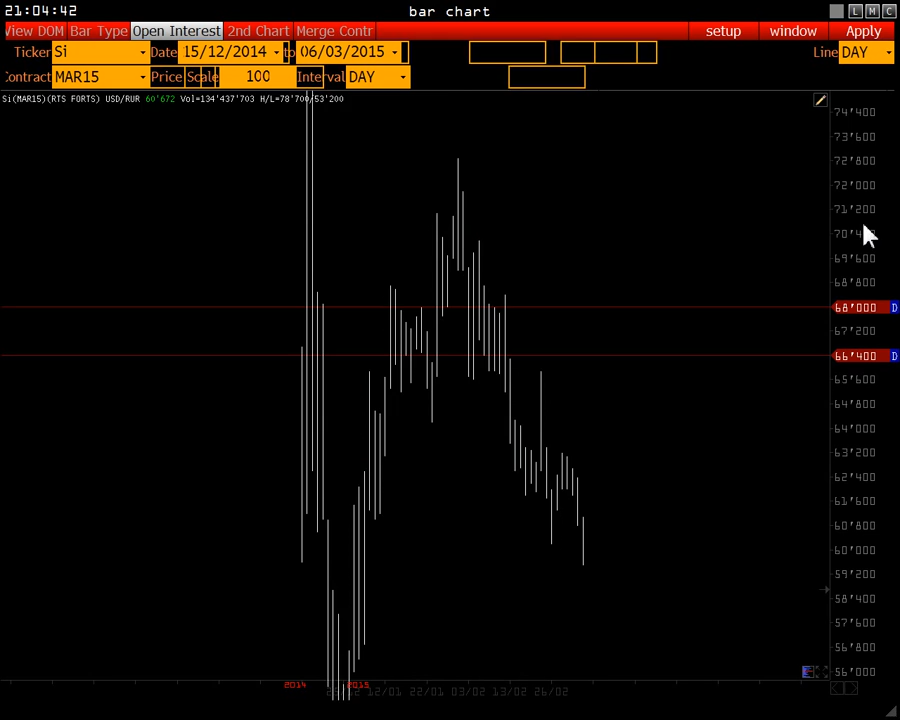 21:04:42 bar chart L M C
View DOM Bar Type Open Interest 2nd Chart Merge Contr setup window Apply
Ticker Si Date 15/12/2014 to 06/03/2015 Line DAY
Contract MAR15 Price Scale 100 Interval DAY
Si(MAR15)(RTS FORTS) USD/RUR 60'672 Vol=134'437'703 H/L=78'700/53'200
74'400
73'600
72'800
72'000
71'200
70'4
69'600
68'800
68'000 D
67'200
66'400 D
65'600
64'800
64'000
63'200
62'400
61'600
60'800
60'000
59'200
58'400
57'600
56'800
56'000
2014 2015
12/01 22/01 03/02 13/02 26/02